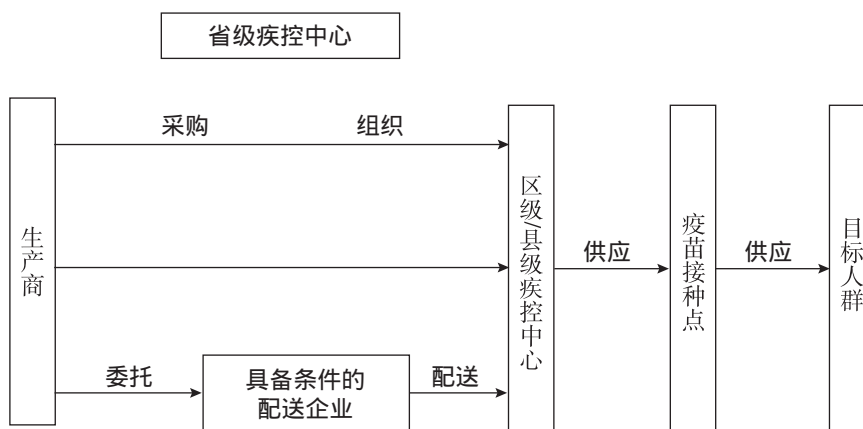 省级疾控中心
采购
组织
生产商
区级/县级疾控中心
供应
疫苗接种点
供应
目标人群
委托
具备条件的
配送企业
配送